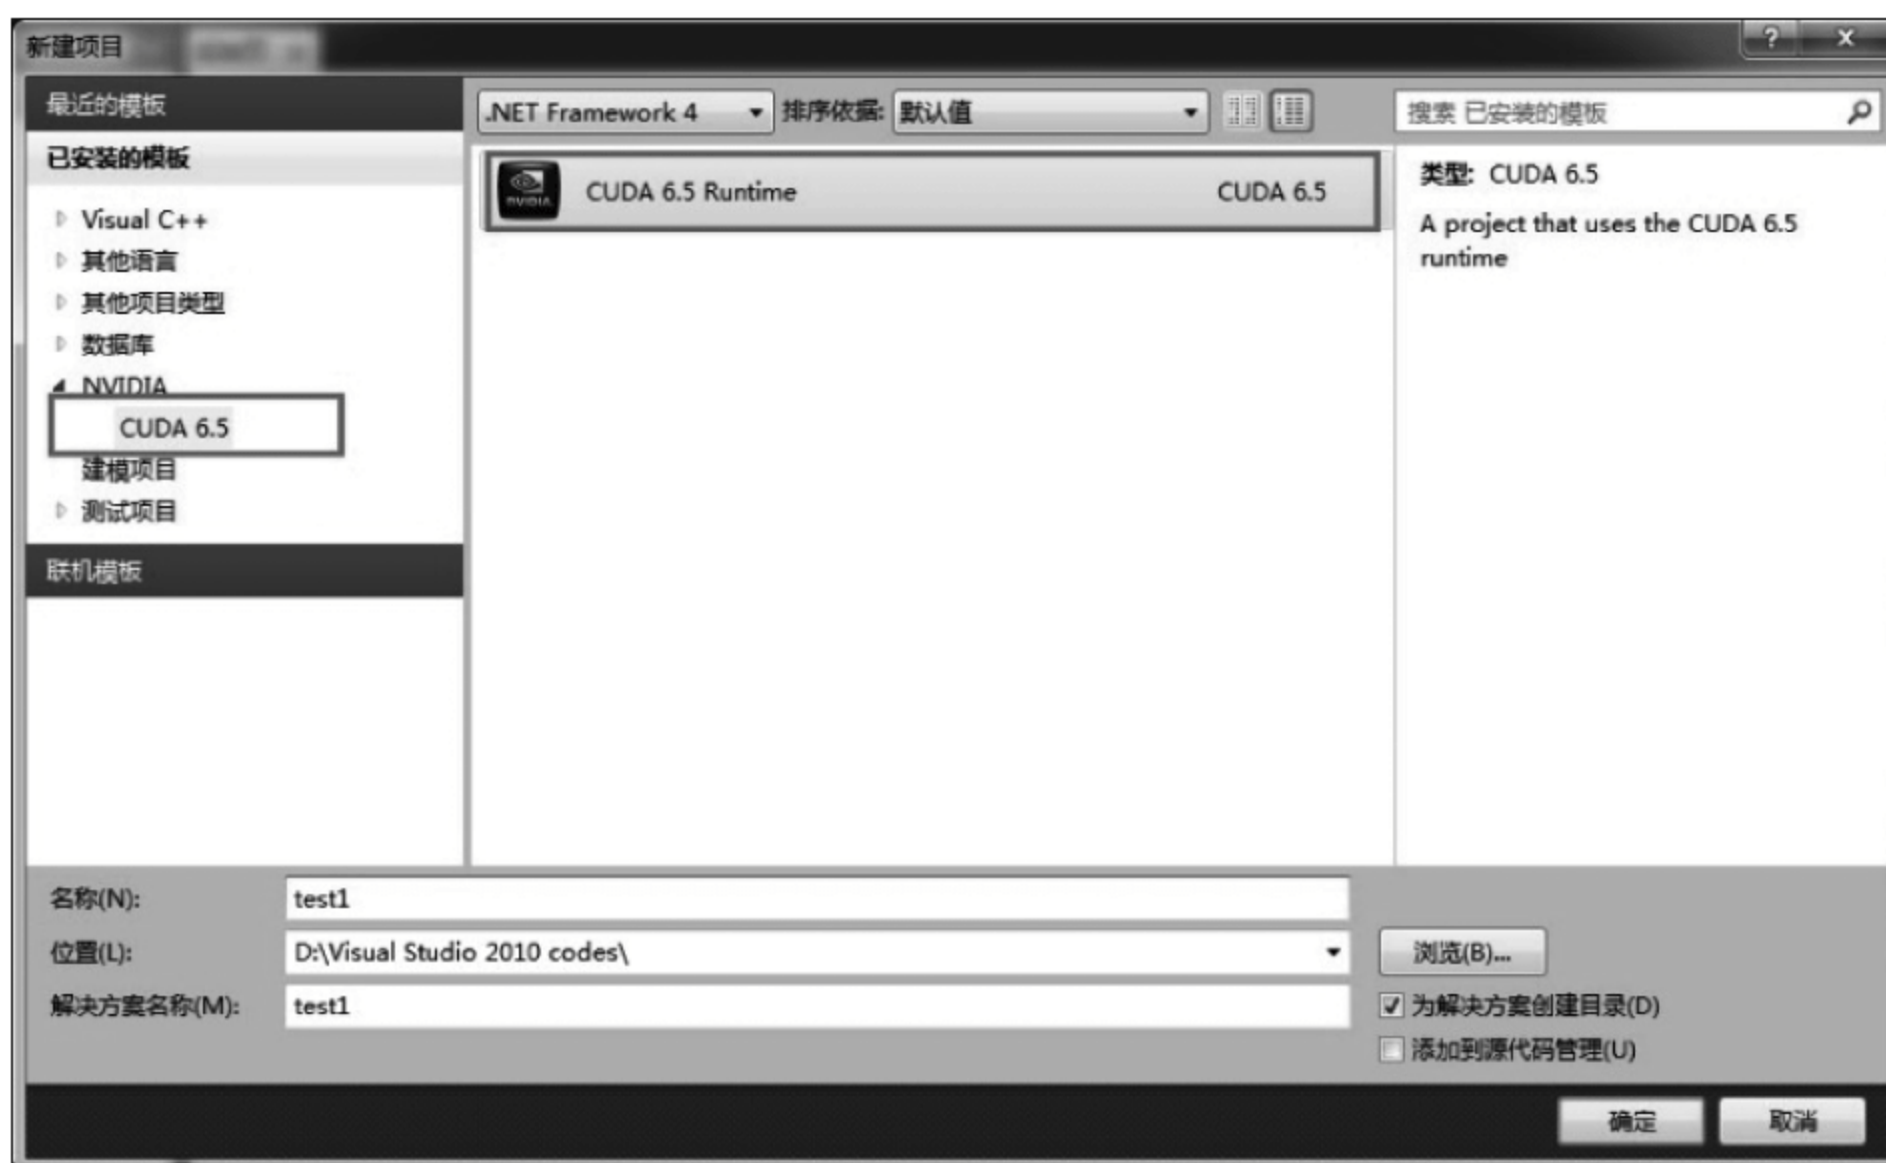 新建项目
?
x
最近的模板
.NET Framework 4
排序依据:
默认值
搜索 已安装的模板
已安装的模板
Visual C++
其他语言
其他项目类型
数据库
NVIDIA
CUDA 6.5
建模项目
测试项目
联机模板
NVIDIA
CUDA 6.5 Runtime
CUDA 6.5
类型: CUDA 6.5
A project that uses the CUDA 6.5
runtime
名称(N):
test1
位置(L):
D:\Visual Studio 2010 codes\
浏览(B)...
解决方案名称(M):
test1
为解决方案创建目录(D)
添加到源代码管理(U)
确定
取消